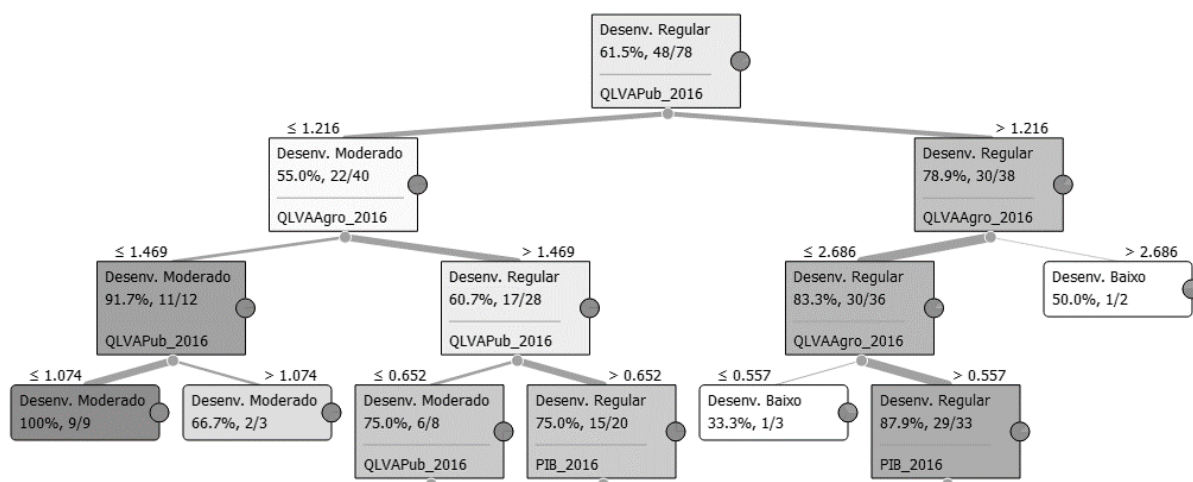 Desenv. Regular
61.5%, 48/78
QLVAPub_2016
≤ 1.216
> 1.216
Desenv. Moderado
55.0%, 22/40
QLVAAgro_2016
Desenv. Regular
78.9%, 30/38
QLVAAgro_2016
≤ 1.469
> 1.469
≤ 2.686
> 2.686
Desenv. Moderado
91.7%, 11/12
QLVAPub_2016
Desenv. Regular
60.7%, 17/28
QLVAPub_2016
Desenv. Regular
83.3%, 30/36
QLVAAgro_2016
Desenv. Baixo
50.0%, 1/2
≤ 1.074
> 1.074
≤ 0.652
> 0.652
≤ 0.557
> 0.557
Desenv. Moderado
100%, 9/9
Desenv. Moderado
66.7%, 2/3
Desenv. Moderado
75.0%, 6/8
QLVAPub_2016
Desenv. Regular
75.0%, 15/20
PIB_2016
Desenv. Baixo
33.3%, 1/3
Desenv. Regular
87.9%, 29/33
PIB_2016